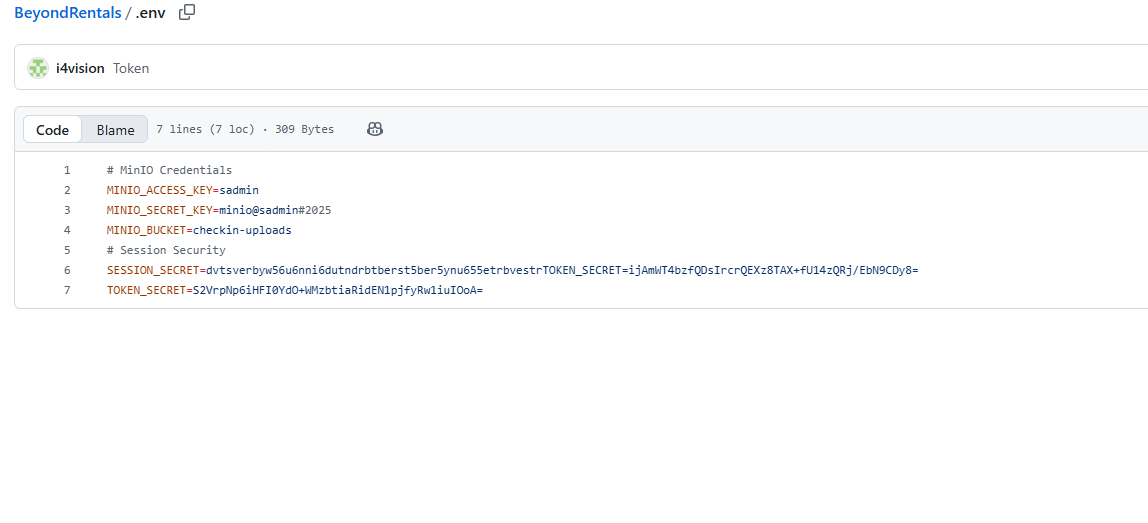 BeyondRentals / .env
i4vision Token
Code Blame 7 lines (7 loc) · 309 Bytes
1 # MinIO Credentials
2 MINIO_ACCESS_KEY=sadmin
3 MINIO_SECRET_KEY=minio@sadmin#2025
4 MINIO_BUCKET=checkin-uploads
5 # Session Security
6 SESSION_SECRET=dvtsverbyw56u6nni6dutndrbtberst5ber5ynu655etrbvestrTOKEN_SECRET=ijAmWT4bzfQDsIrcrQEXz8TAX+fU14zQRj/EbN9CDy8=
7 TOKEN_SECRET=S2VrpNp6iHFI0YdO+WMzbtiaRidEN1pjfyRw1iuIOoA=